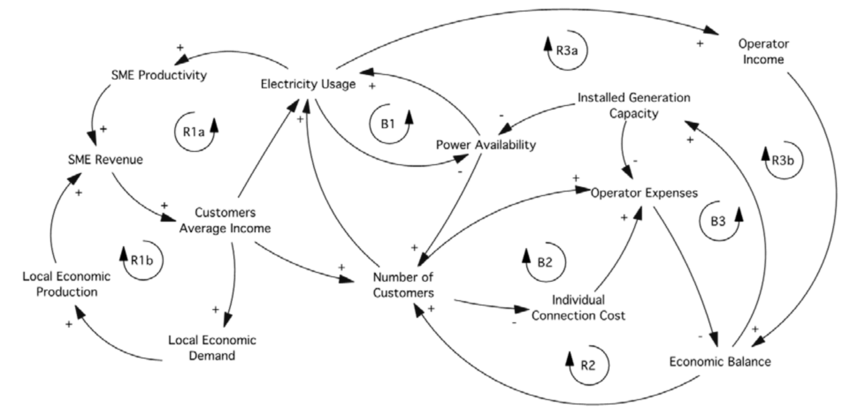 +
+
R3a
Operator
Income
SME Productivity
Electricity Usage
+
+
R1a
B1
-
Installed Generation
Capacity
SME Revenue
+
Power Availability
-
-
+
R3b
+
+
Customers
Average Income
+
Operator Expenses
+
B3
R1b
+
+
B2
Local Economic
Production
Number of
Customers
+
+
Individual
Connection Cost
-
+
Local Economic
Demand
-
+
Economic Balance
R2